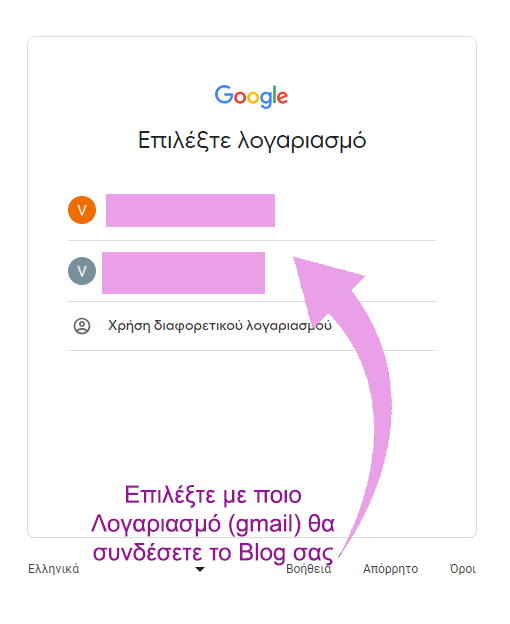 Google
Επιλέξτε λογαριασμό
V
V
Χρήση διαφορετικού λογαριασμού
Επιλέξτε με ποιο
Λογαριασμό (gmail) θα
συνδέσετε το Blog σας
Ελληνικά Βοήθεια Απόρρητο Όροι